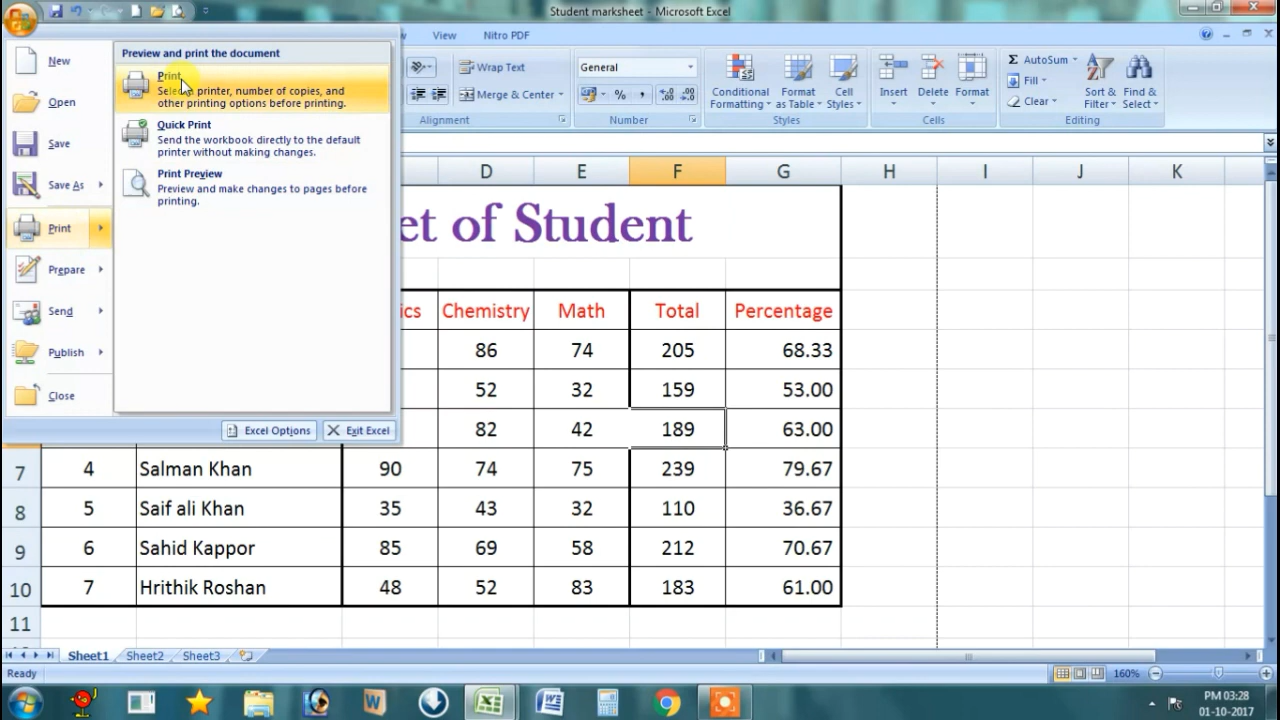 Student marksheet - Microsoft Excel
View Nitro PDF
Wrap Text
Merge & Center
Alignment
General
%
Number
Conditional Formatting
Format as Table
Cell Styles
Styles
Insert
Delete
Format
Cells
AutoSum
Fill
Clear
Sort & Filter
Find & Select
Editing
New
Open
Save
Save As
Print
Prepare
Send
Publish
Close
Preview and print the document
Print
printer, number of copies, and
other printing options before printing.
Quick Print
Send the workbook directly to the default
printer without making changes.
Print Preview
Preview and make changes to pages before
printing.
Excel Options
Exit Excel
D E F G H I J K
et of Student
ics Chemistry Math Total Percentage
86 74 205 68.33
52 32 159 53.00
82 42 189 63.00
7 4 Salman Khan 90 74 75 239 79.67
8 5 Saif ali Khan 35 43 32 110 36.67
9 6 Sahid Kappor 85 69 58 212 70.67
10 7 Hrithik Roshan 48 52 83 183 61.00
11
Sheet1 Sheet2 Sheet3
Ready
160%
PM 03:28
01-10-2017